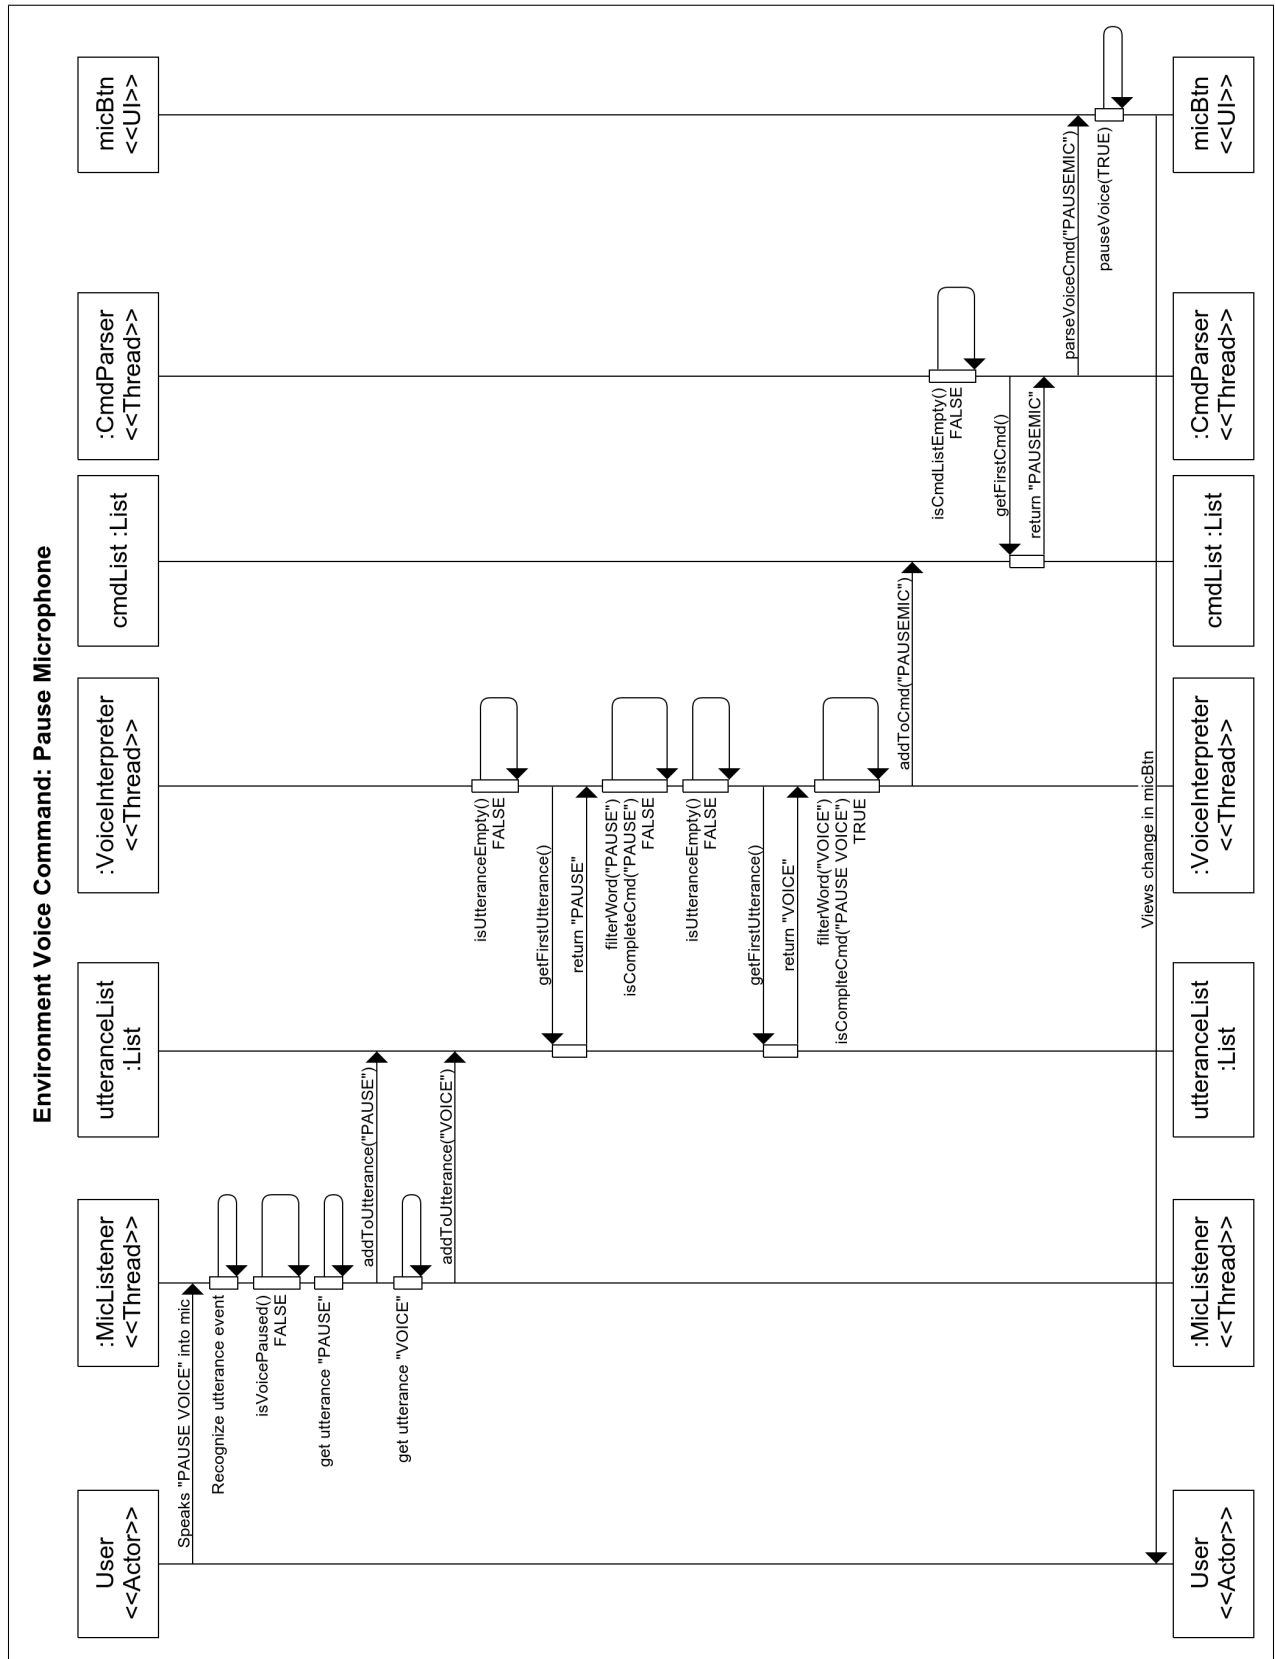 Environment Voice Command: Pause Microphone
User
<<Actor>>
:MicListener
<<Thread>>
utteranceList
:List
:VoiceInterpreter
<<Thread>>
cmdList :List
:CmdParser
<<Thread>>
micBtn
<<UI>>
Speaks "PAUSE VOICE" into mic
Recognize utterance event
isVoicePaused()
FALSE
get utterance "PAUSE"
addToUtterance("PAUSE")
get utterance "VOICE"
addToUtterance("VOICE")
isUtteranceEmpty()
FALSE
getFirstUtterance()
return "PAUSE"
filterWord("PAUSE")
isCompleteCmd("PAUSE")
FALSE
isUtteranceEmpty()
FALSE
getFirstUtterance()
return "VOICE"
filterWord("VOICE")
isComplteCmd("PAUSE VOICE")
TRUE
addToCmd("PAUSEMIC")
isCmdListEmpty()
FALSE
getFirstCmd()
return "PAUSEMIC"
parseVoiceCmd("PAUSEMIC")
pauseVoice(TRUE)
Views change in micBtn
User
<<Actor>>
:MicListener
<<Thread>>
utteranceList
:List
:VoiceInterpreter
<<Thread>>
cmdList :List
:CmdParser
<<Thread>>
micBtn
<<UI>>